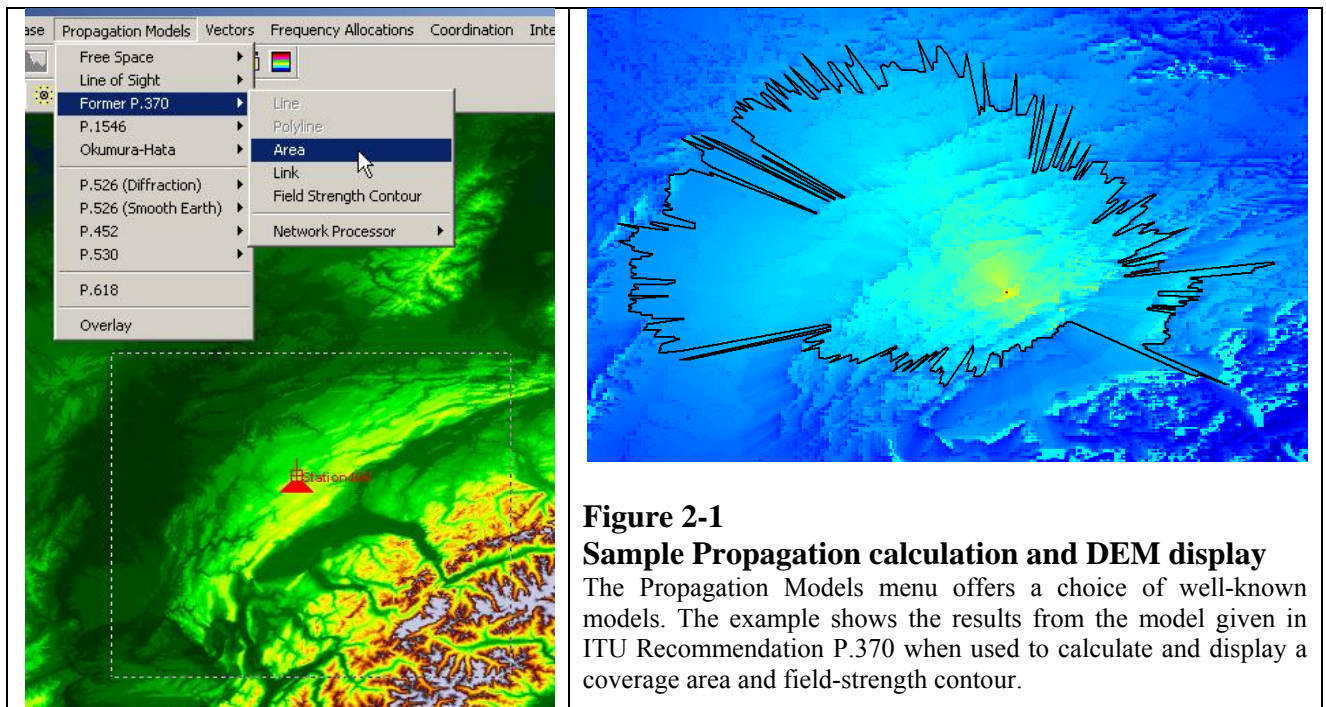 ase Propagation Models Vectors Frequency Allocations Coordination Inte
Free Space
Line of Sight
Former P.370
P.1546
Okumura-Hata
P.526 (Diffraction)
P.526 (Smooth Earth)
P.452
P.530
P.618
Overlay
Line
Polyline
Area
Link
Field Strength Contour
Network Processor
Figure 2-1
Sample Propagation calculation and DEM display
The Propagation Models menu offers a choice of well-known
models. The example shows the results from the model given in
ITU Recommendation P.370 when used to calculate and display a
coverage area and field-strength contour.